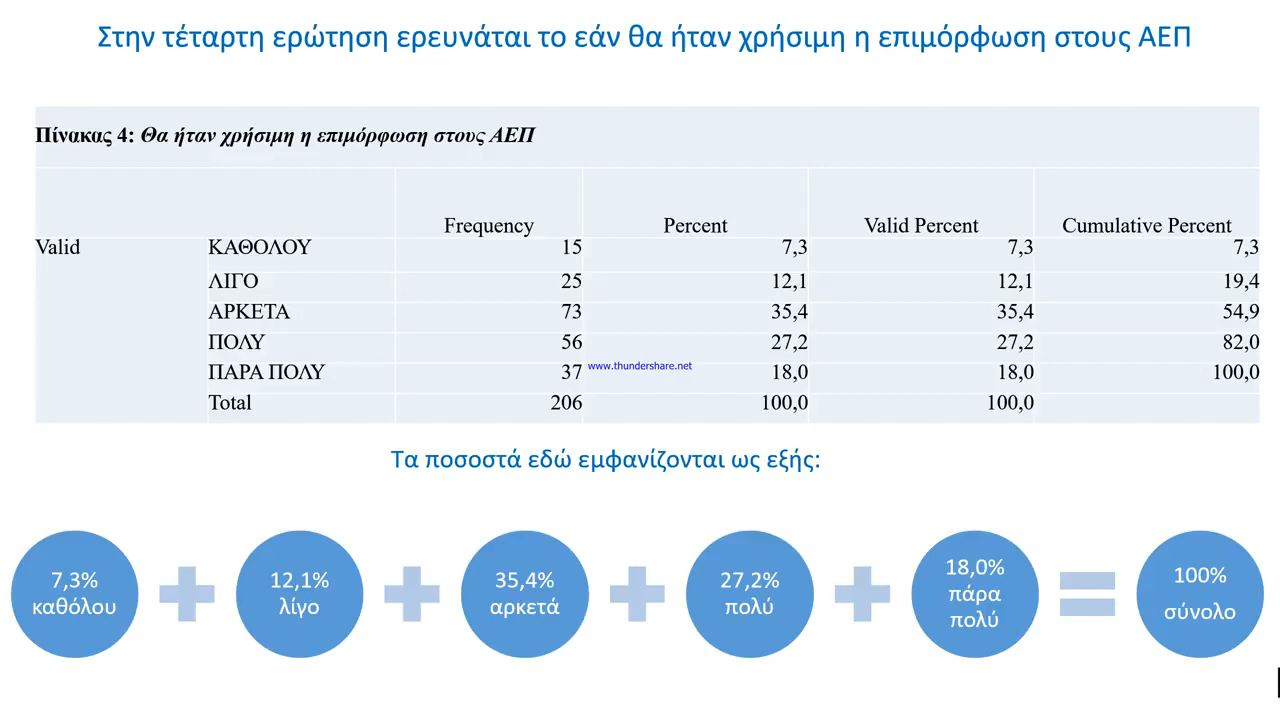 Στην τέταρτη ερώτηση ερευνάται το εάν θα ήταν χρήσιμη η επιμόρφωση στους ΑΕΠ
Πίνακας 4: Θα ήταν χρήσιμη η επιμόρφωση στους ΑΕΠ
Frequency Percent Valid Percent Cumulative Percent
Valid ΚΑΘΟΛΟΥ 15 7,3 7,3 7,3
ΛΙΓΟ 25 12,1 12,1 19,4
ΑΡΚΕΤΑ 73 35,4 35,4 54,9
ΠΟΛΥ 56 27,2 27,2 82,0
ΠΑΡΑ ΠΟΛΥ 37 18,0 18,0 100,0
www.thundershare.net
Total 206 100,0 100,0
Τα ποσοστά εδώ εμφανίζονται ως εξής:
7,3%
καθόλου
12,1%
λίγο
35,4%
αρκετά
27,2%
πολύ
18,0%
πάρα
πολύ
100%
σύνολο